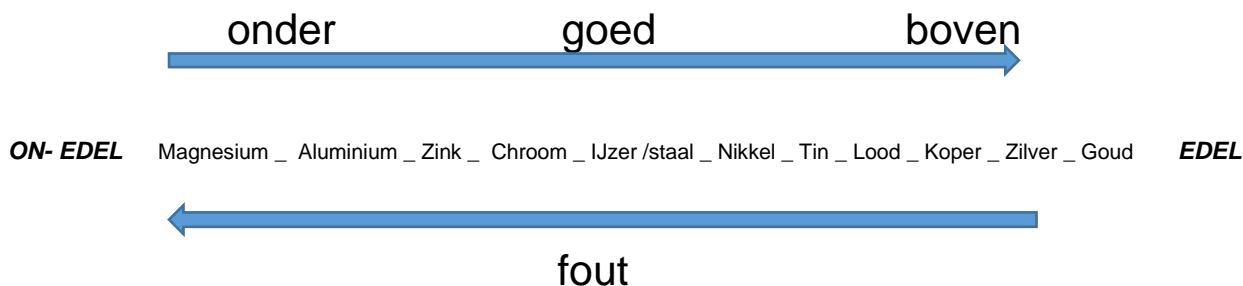 onder goed boven
ON- EDEL Magnesium _ Aluminium _ Zink _ Chroom _ IJzer /staal _ Nikkel _ Tin _ Lood _ Koper _ Zilver _ Goud EDEL
fout